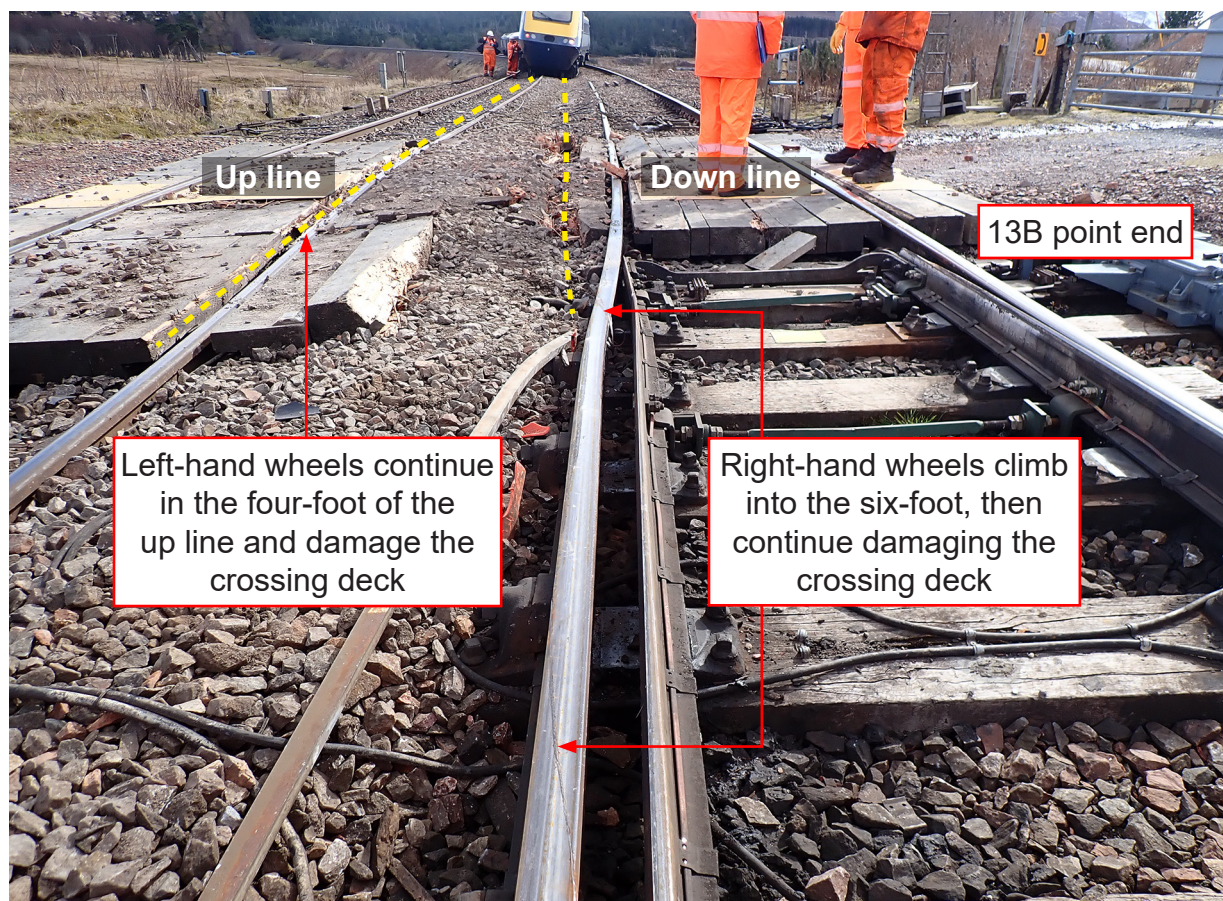 Up line
Down line
13B point end
Left-hand wheels continue
in the four-foot of the
up line and damage the
crossing deck
Right-hand wheels climb
into the six-foot, then
continue damaging the
crossing deck